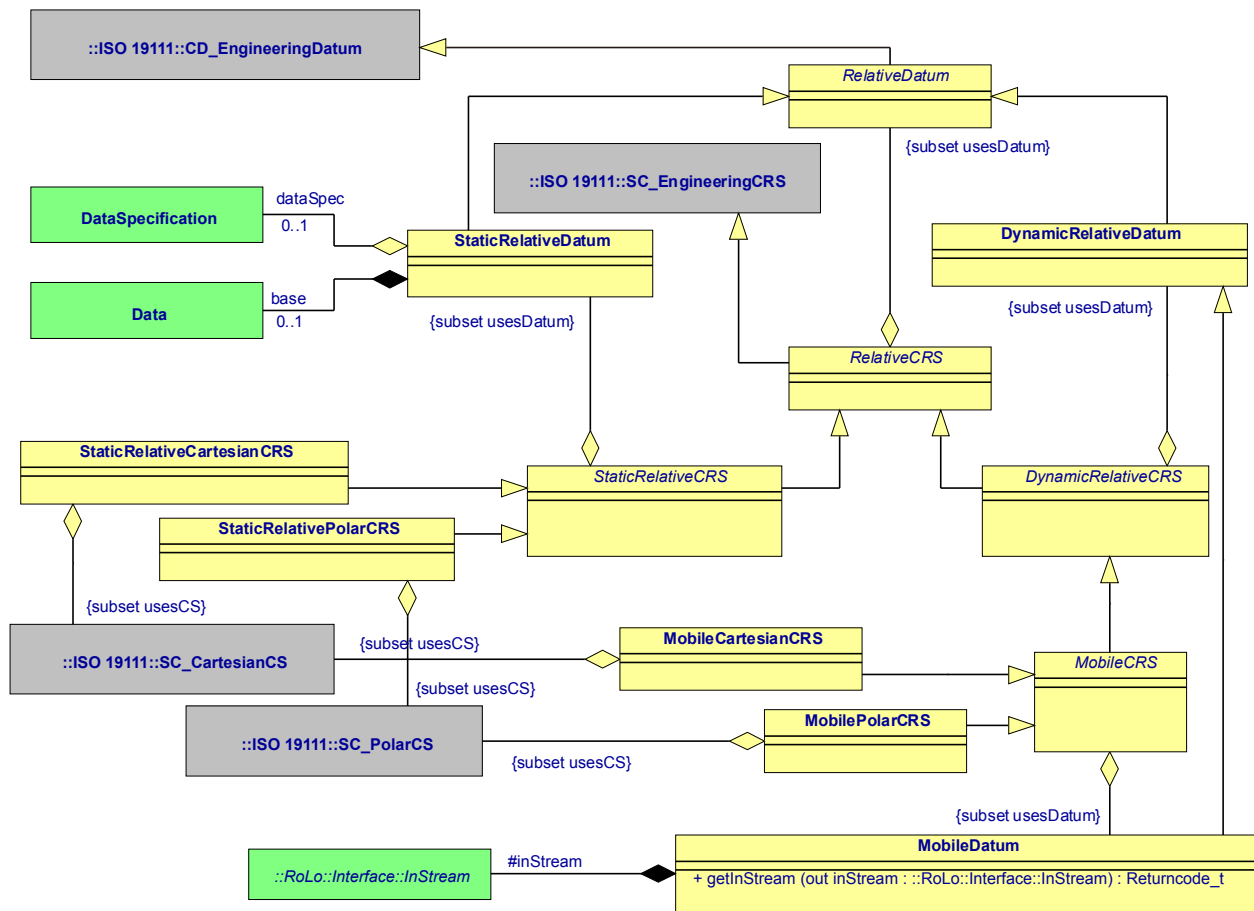 ::ISO 19111::CD_EngineeringDatum
RelativeDatum
{subset usesDatum}
::ISO 19111::SC_EngineeringCRS
dataSpec
DataSpecification
0..1
StaticRelativeDatum
DynamicRelativeDatum
base
Data
0..1
{subset usesDatum}
{subset usesDatum}
RelativeCRS
StaticRelativeCartesianCRS
StaticRelativeCRS
DynamicRelativeCRS
StaticRelativePolarCRS
{subset usesCS}
MobileCartesianCRS
{subset usesCS}
::ISO 19111::SC_CartesianCS
MobileCRS
{subset usesCS}
MobilePolarCRS
::ISO 19111::SC_PolarCS
{subset usesCS}
{subset usesDatum}
MobileDatum
#inStream
::RoLo::Interface::InStream
+ getInStream (out inStream : ::RoLo::Interface::InStream) : Returncode_t